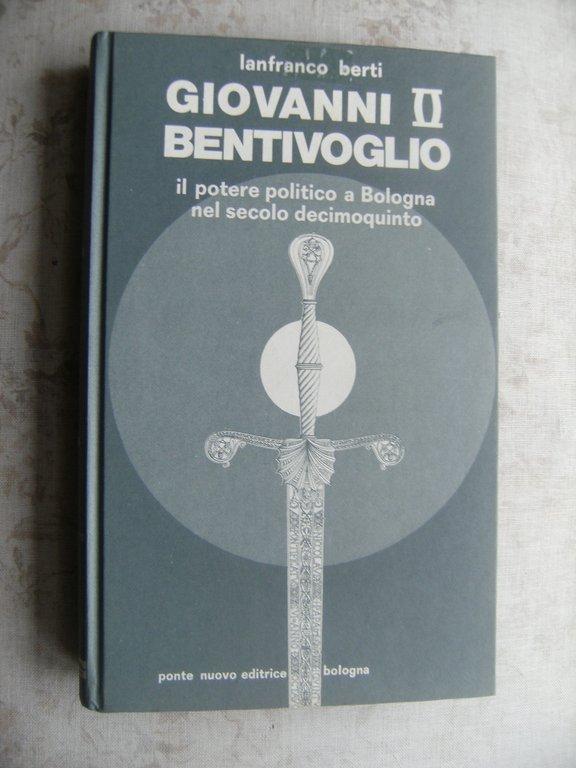 lanfranco berti
GIOVANNI II
BENTIVOGLIO
il potere politico a Bologna
nel secolo decimoquinto
ponte nuovo editrice bologna